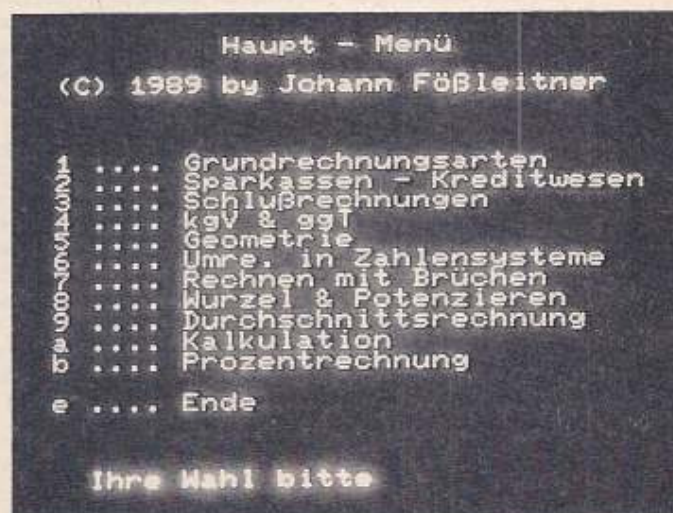 Haupt - Menü
(C) 1989 by Johann Fößleitner
1 .... Grundrechnungsarten
2 .... Sparkassen - Kreditwesen
3 .... Schlußrechnungen
4 .... kgV & ggT
5 .... Geometrie
6 .... Umre. in Zahlensysteme
7 .... Rechnen mit Brüchen
8 .... Wurzel & Potenzieren
9 .... Durchschnittsrechnung
a .... Kalkulation
b .... Prozentrechnung
e .... Ende
Ihre Wahl bitte